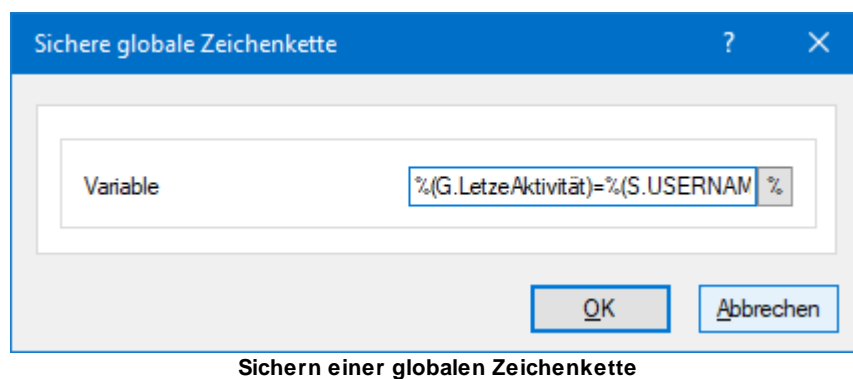 Sichere globale Zeichenkette ? ×
Variable %(G.LetzeAktivität)=%(S.USERNAM %
OK Abbrechen
Sichern einer globalen Zeichenkette